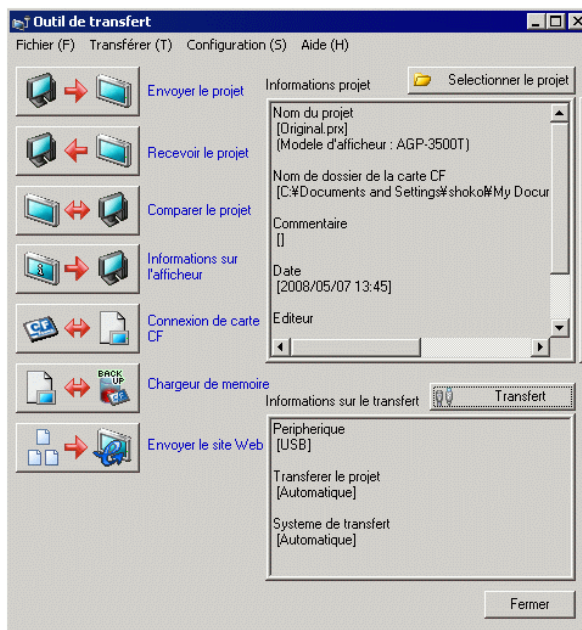 Outil de transfert
Fichier (F) Transférer (T) Configuration (S) Aide (H)
Envoyer le projet
Recevoir le projet
Comparer le projet
Informations sur
l'afficheur
Connexion de carte
CF
Chargeur de memoire
Envoyer le site Web
Informations projet
Selectionner le projet
Nom du projet
[Original.prx]
(Modele d'afficheur : AGP-3500T)
Nom de dossier de la carte CF
[C:¥Documents and Settings¥shoko¥My Docur
Commentaire
[]
Date
[2008/05/07 13:45]
Editeur
Informations sur le transfert
Transfert
Peripherique
[USB]
Transferer le projet
[Automatique]
Systeme de transfert
[Automatique]
Fermer
CF
BACK
UP
CF